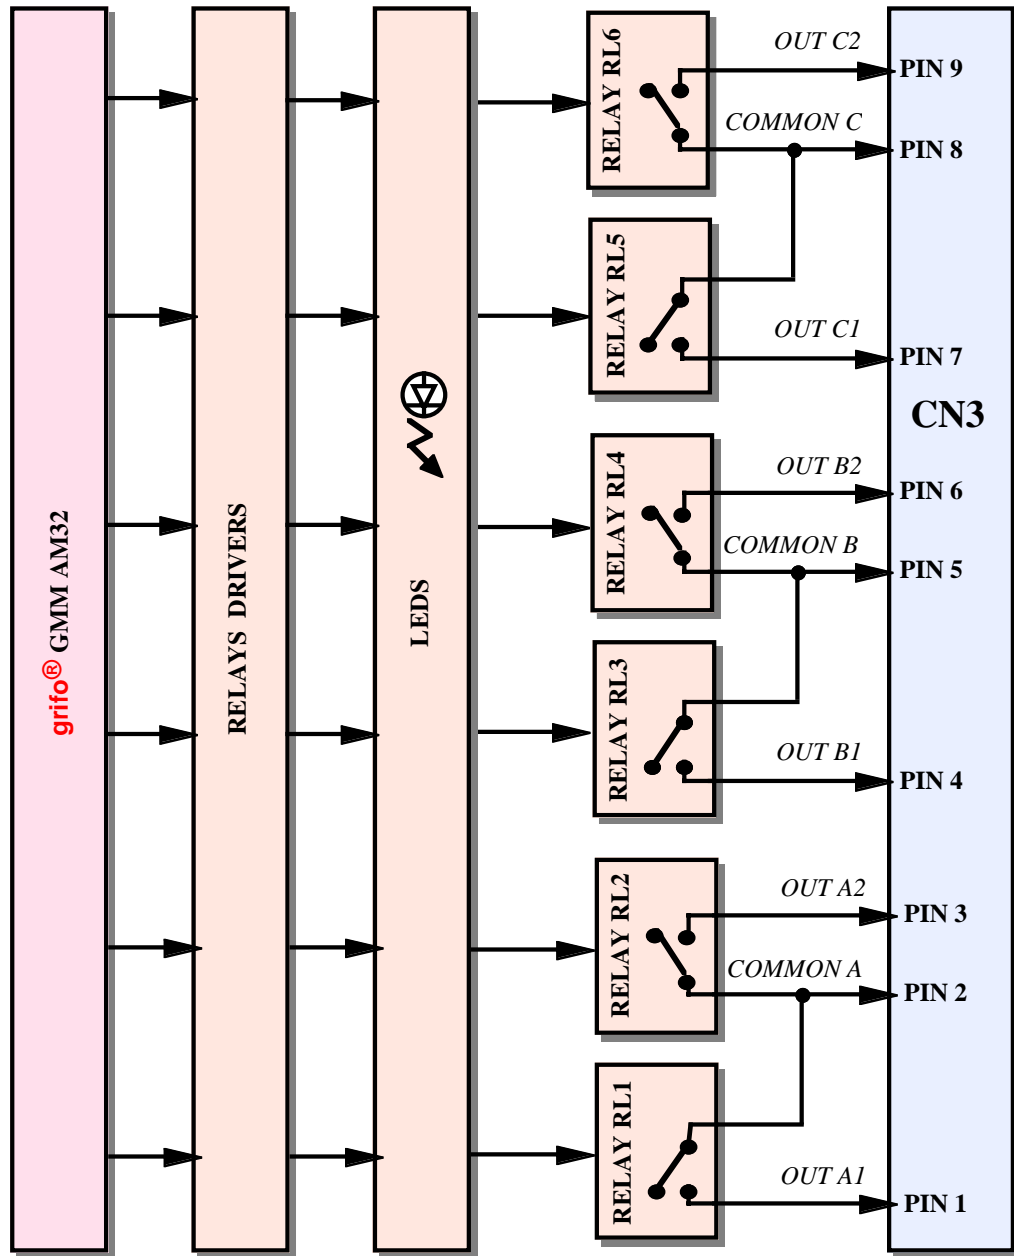 grifo® GMM AM32
RELAYS DRIVERS
LEDS
RELAY RL6
OUT C2
PIN 9
COMMON C
PIN 8
RELAY RL5
OUT C1
PIN 7
CN3
RELAY RL4
OUT B2
PIN 6
COMMON B
PIN 5
RELAY RL3
OUT B1
PIN 4
RELAY RL2
OUT A2
PIN 3
COMMON A
PIN 2
RELAY RL1
OUT A1
PIN 1